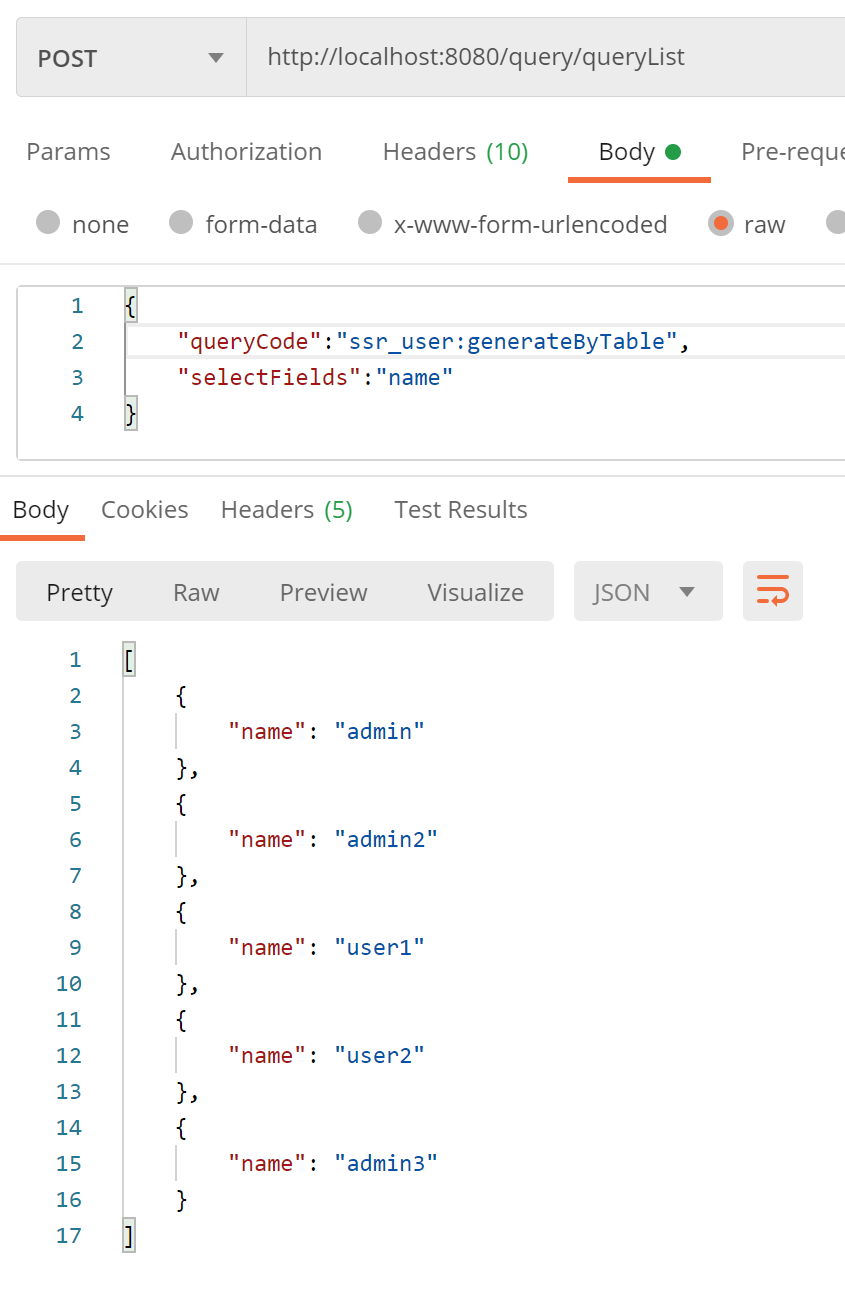 POST http://localhost:8080/query/queryList
Params Authorization Headers (10) Body Pre-reque
none form-data x-www-form-urlencoded raw
1 {
2 "queryCode":"ssr_user:generateByTable",
3 "selectFields":"name"
4 }
Body Cookies Headers (5) Test Results
Pretty Raw Preview Visualize JSON
1 [
2 {
3 "name": "admin"
4 },
5 {
6 "name": "admin2"
7 },
8 {
9 "name": "user1"
10 },
11 {
12 "name": "user2"
13 },
14 {
15 "name": "admin3"
16 }
17 ]